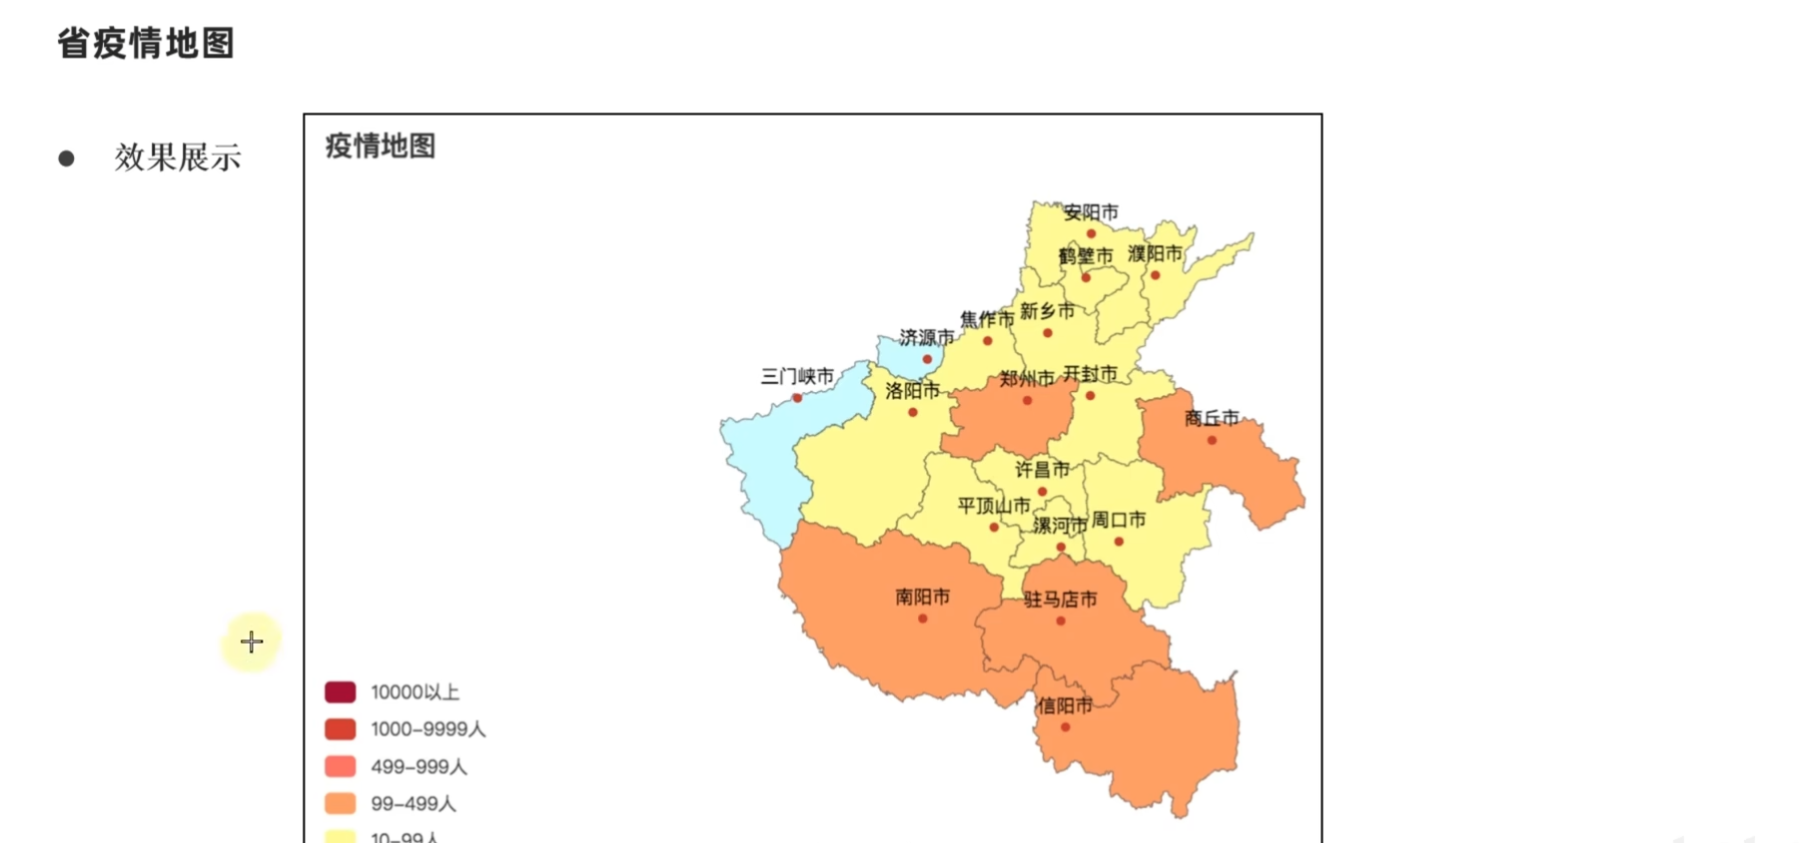 省疫情地图
效果展示
疫情地图
安阳市
鹤壁市
濮阳市
新乡市
焦作市
济源市
三门峡市
洛阳市
郑州市
开封市
商丘市
许昌市
平顶山市
漯河市
周口市
南阳市
驻马店市
信阳市
10000以上
1000-9999人
499-999人
99-499人
10-99人